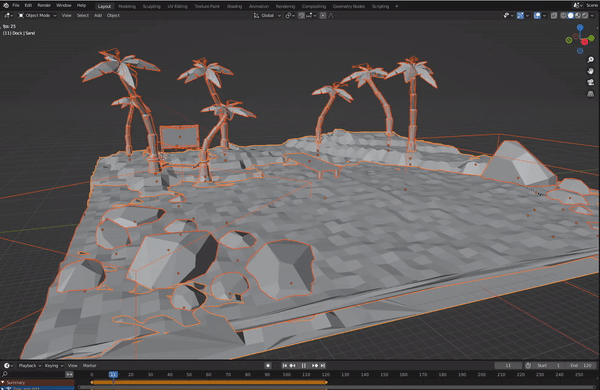 File Edit Render Window Help Layout Modeling Sculpting UV Editing Texture Paint Shading Animation Rendering Compositing Geometry Nodes Scripting Scene
Object Mode View Select Add Object Global
fps: 25
(11) Dock | Sand
Playback Keying View Marker 11 Start 1 End 120
0 11 20 30 40 50 60 70 80 90 100 110 120 130 140 150 160 170 180 190 200 210 220 230 240 250
Summary